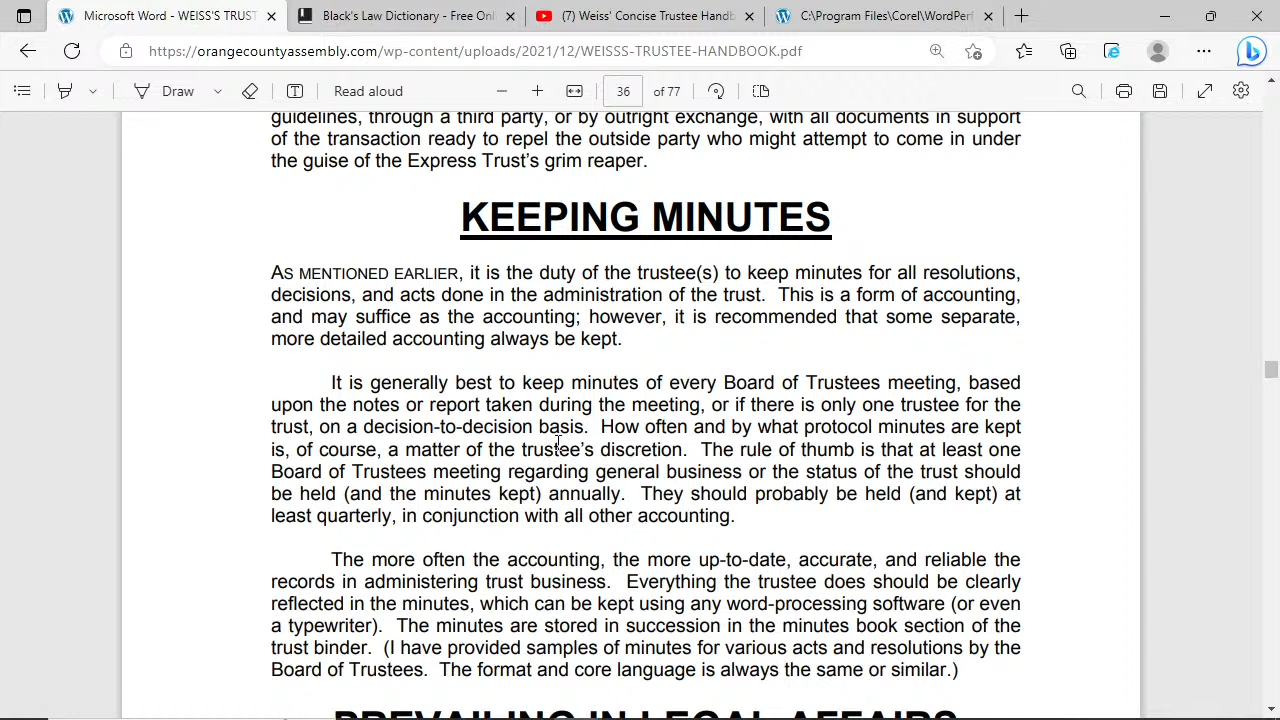 Microsoft Word - WEISS'S TRUST
Black's Law Dictionary - Free Onli
(7) Weiss' Concise Trustee Handb
C:\Program Files\Corel\WordPerf
https://orangecountyassembly.com/wp-content/uploads/2021/12/WEISSS-TRUSTEE-HANDBOOK.pdf
Draw
Read aloud
36 of 77
guidelines, through a third party, or by outright exchange, with all documents in support
of the transaction ready to repel the outside party who might attempt to come in under
the guise of the Express Trust’s grim reaper.
KEEPING MINUTES
AS MENTIONED EARLIER, it is the duty of the trustee(s) to keep minutes for all resolutions,
decisions, and acts done in the administration of the trust. This is a form of accounting,
and may suffice as the accounting; however, it is recommended that some separate,
more detailed accounting always be kept.
It is generally best to keep minutes of every Board of Trustees meeting, based
upon the notes or report taken during the meeting, or if there is only one trustee for the
trust, on a decision-to-decision basis. How often and by what protocol minutes are kept
is, of course, a matter of the trustee’s discretion. The rule of thumb is that at least one
Board of Trustees meeting regarding general business or the status of the trust should
be held (and the minutes kept) annually. They should probably be held (and kept) at
least quarterly, in conjunction with all other accounting.
The more often the accounting, the more up-to-date, accurate, and reliable the
records in administering trust business. Everything the trustee does should be clearly
reflected in the minutes, which can be kept using any word-processing software (or even
a typewriter). The minutes are stored in succession in the minutes book section of the
trust binder. (I have provided samples of minutes for various acts and resolutions by the
Board of Trustees. The format and core language is always the same or similar.)
PREVAILING IN LEGAL AFFAIRS